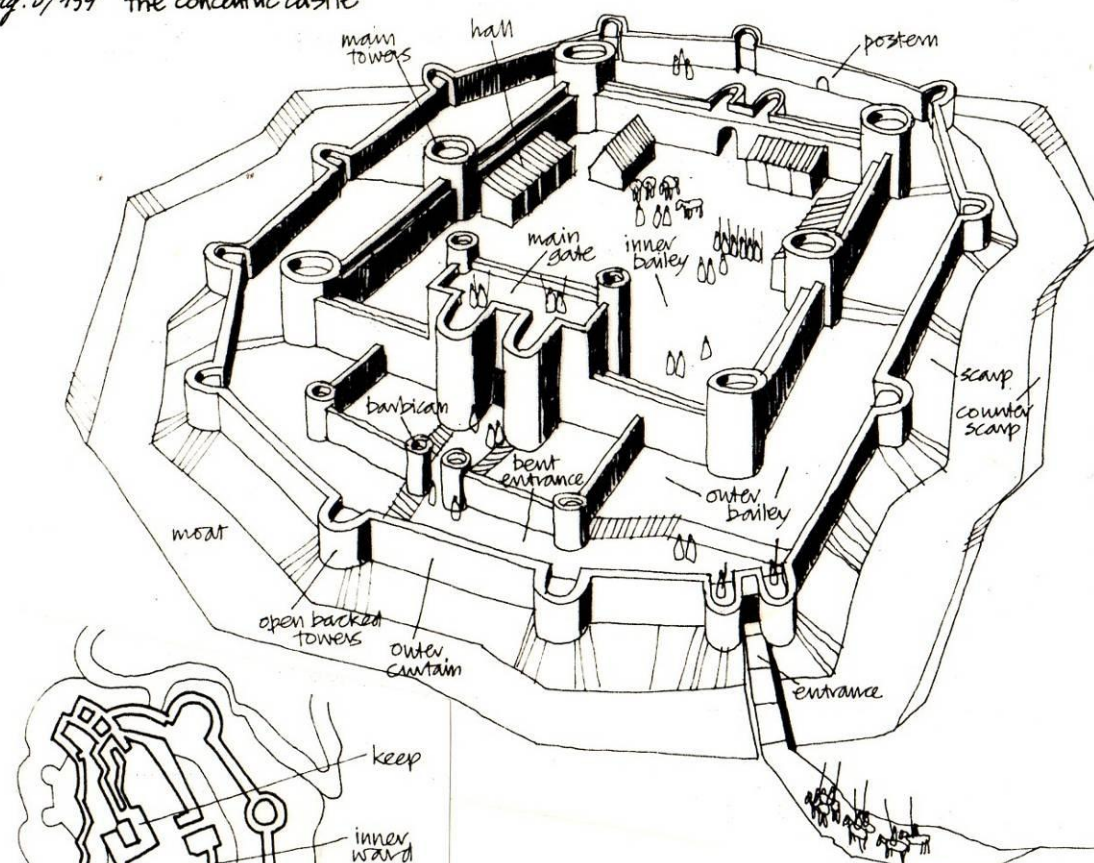 the concentric castle
main
towers
hall
postern
main
gate
inner
bailey
barbican
bent
entrance
scarp
counter
scarp
outer
bailey
moat
open backed
towers
outer
curtain
entrance
keep
inner
ward